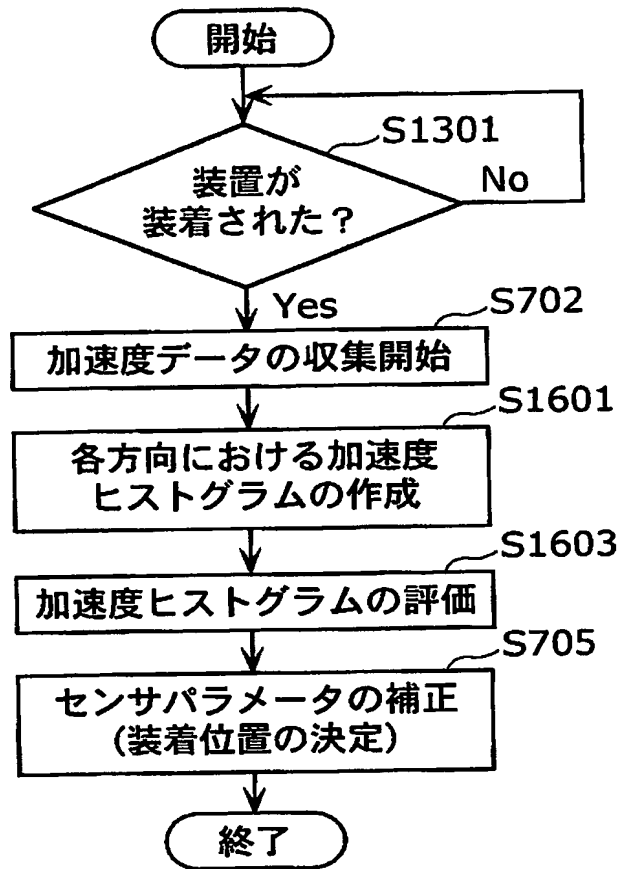 開始
S1301
装置が
装着された？
No
Yes
S702
加速度データの収集開始
S1601
各方向における加速度
ヒストグラムの作成
S1603
加速度ヒストグラムの評価
S705
センサパラメータの補正
（装着位置の決定）
終了